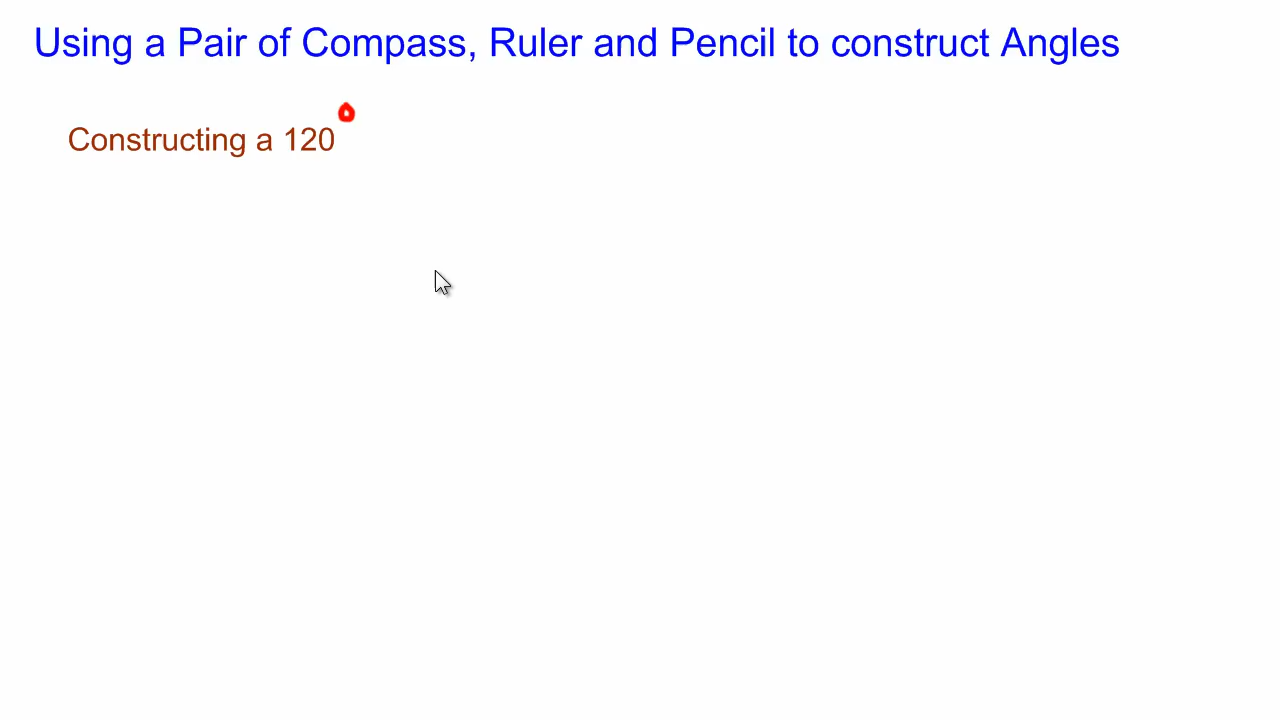 Using a Pair of Compass, Ruler and Pencil to construct Angles
Constructing a 120°